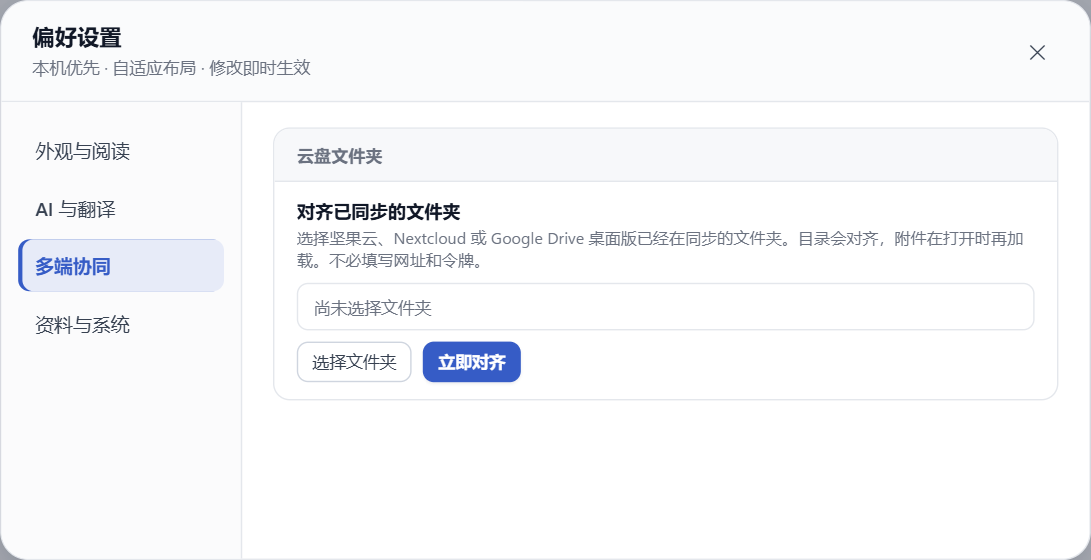 偏好设置
本机优先 · 自适应布局 · 修改即时生效
外观与阅读
AI 与翻译
多端协同
资料与系统
云盘文件夹
对齐已同步的文件夹
选择坚果云、Nextcloud 或 Google Drive 桌面版已经在同步的文件夹。目录会对齐，附件在打开时再加
载。不必填写网址和令牌。
尚未选择文件夹
选择文件夹
立即对齐